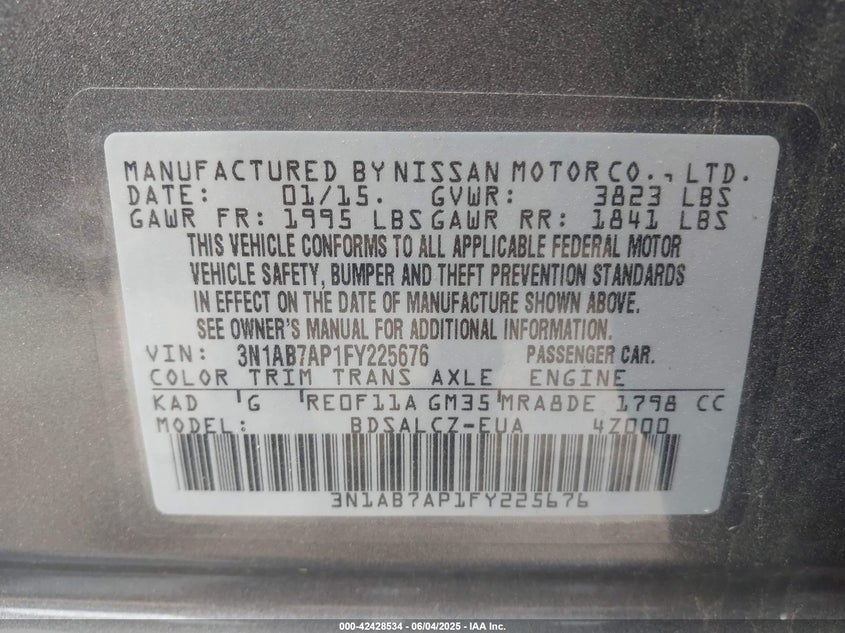 MANUFACTURED BY NISSAN MOTOR CO., LTD.
DATE: 01/15. GVWR: 3823 LBS
GAWR FR: 1995 LBS GAWR RR: 1841 LBS
THIS VEHICLE CONFORMS TO ALL APPLICABLE FEDERAL MOTOR
VEHICLE SAFETY, BUMPER AND THEFT PREVENTION STANDARDS
IN EFFECT ON THE DATE OF MANUFACTURE SHOWN ABOVE.
SEE OWNER'S MANUAL FOR ADDITIONAL INFORMATION.
VIN: 3N1AB7AP1FY225676 PASSENGER CAR.
COLOR TRIM TRANS AXLE ENGINE
KAD G RE0F11A GM35 MRA8DE 1798 CC
MODEL: BDSALCZ-EUA 4Z000
3N1AB7AP1FY225676
000-42428534 | 06/04/2025 - IAA Inc.